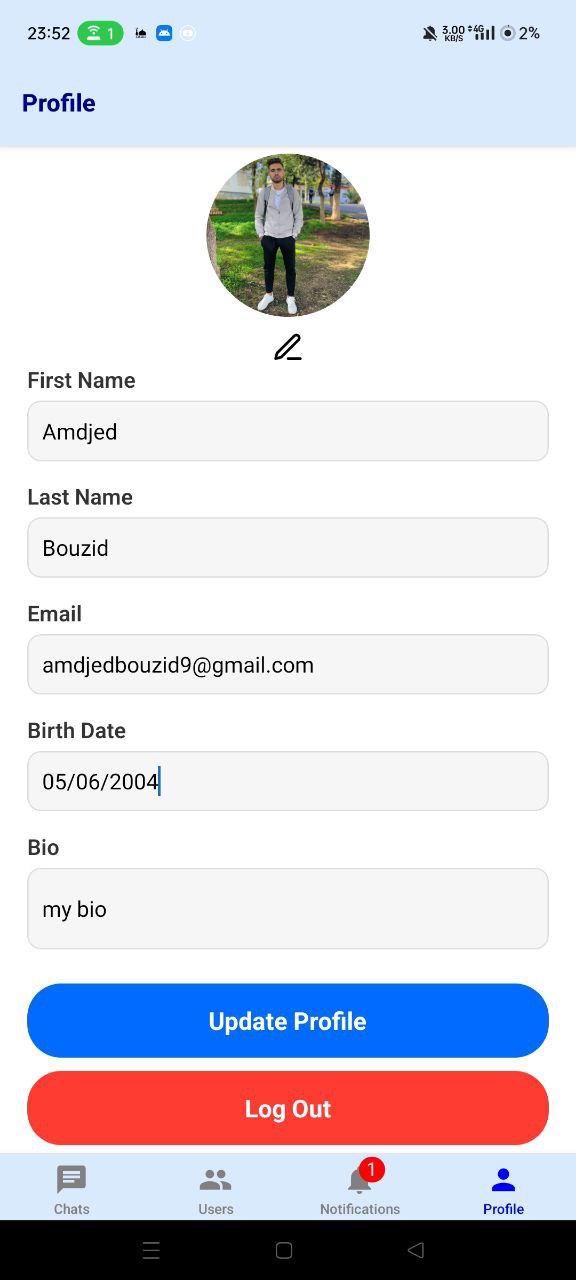 23:52 1 3.00 KB/S 4G 2%
Profile
First Name
Amdjed
Last Name
Bouzid
Email
amdjedbouzid9@gmail.com
Birth Date
05/06/2004
Bio
my bio
Update Profile
Log Out
1
Chats Users Notifications Profile